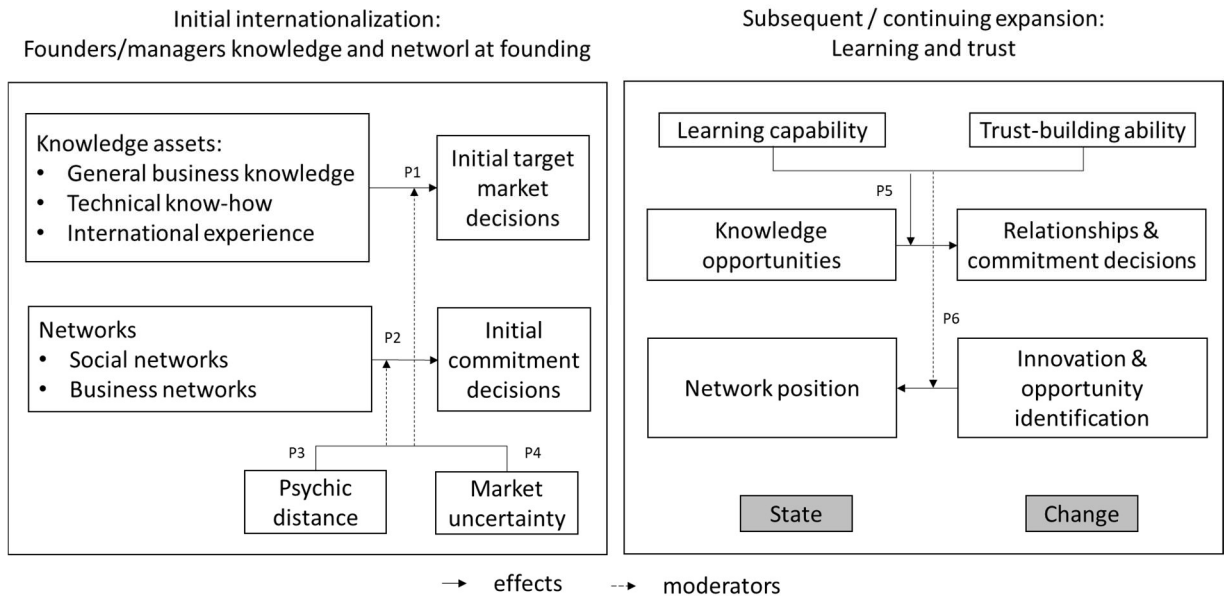 Initial internationalization:
Founders/managers knowledge and networl at founding
Knowledge assets:
• General business knowledge
• Technical know-how
• International experience
P1
Initial target
market
decisions
Networks
• Social networks
• Business networks
P2
Initial
commitment
decisions
P3
P4
Psychic
distance
Market
uncertainty
Subsequent / continuing expansion:
Learning and trust
Learning capability
Trust-building ability
P5
Knowledge
opportunities
Relationships &
commitment decisions
P6
Network position
Innovation &
opportunity
identification
State
Change
effects
moderators